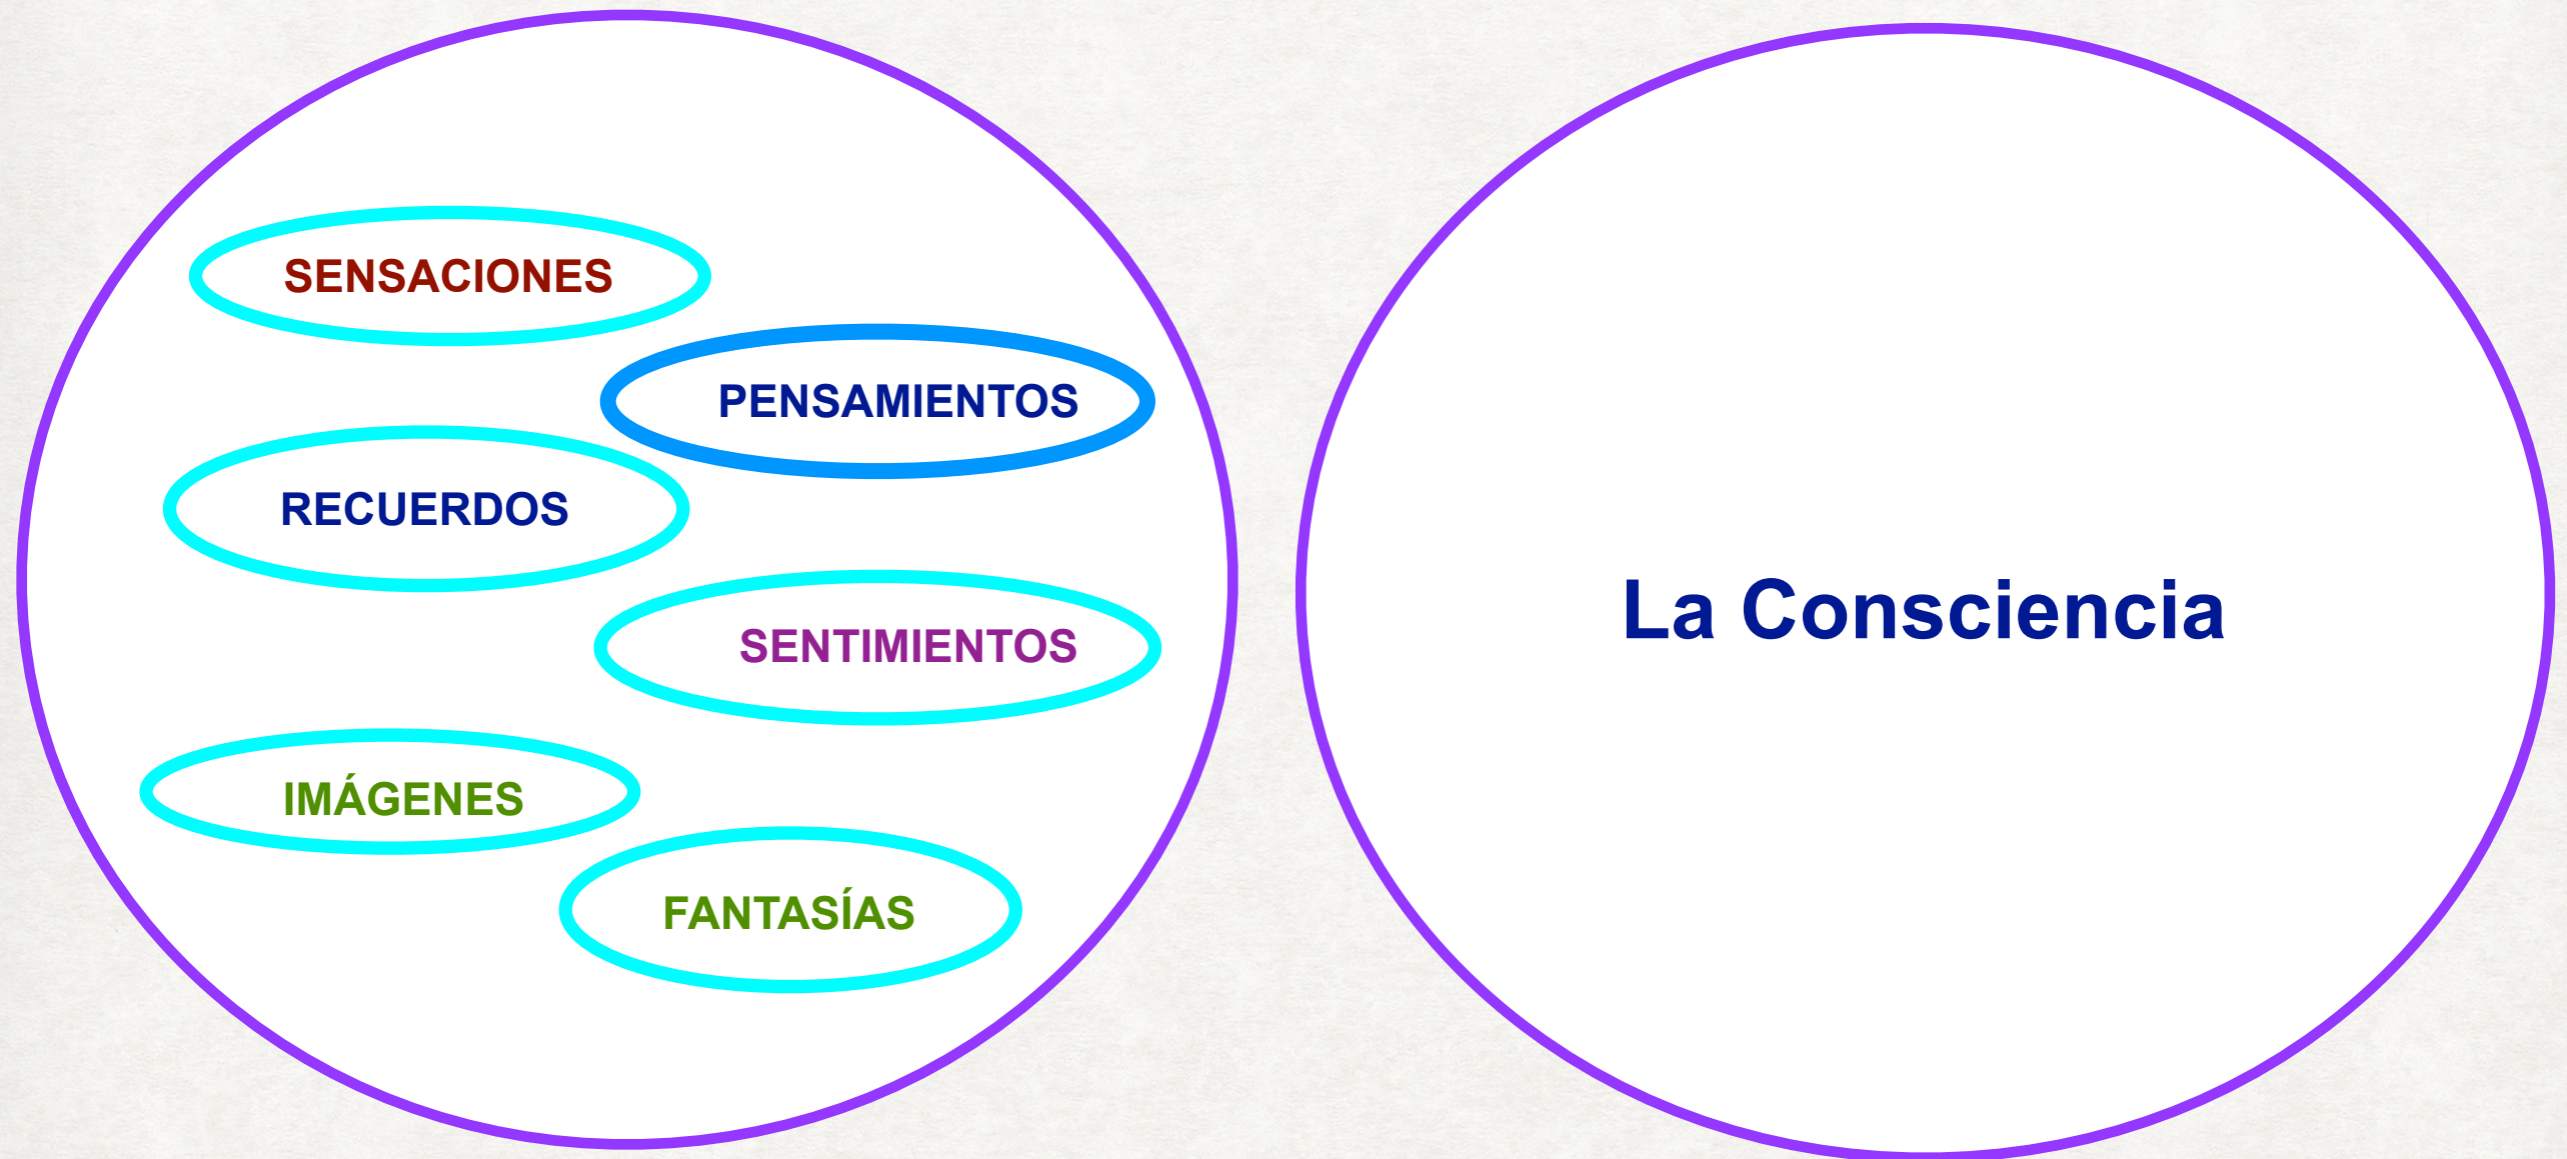 SENSACIONES
PENSAMIENTOS
RECUERDOS
SENTIMIENTOS
IMÁGENES
FANTASÍAS
La Consciencia